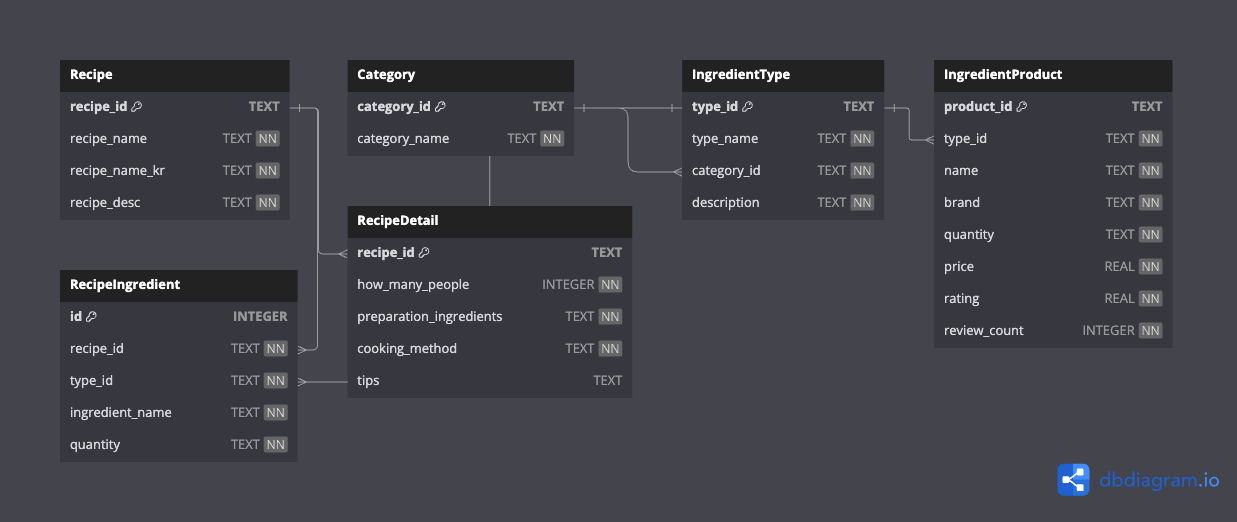 Recipe
recipe_id TEXT
recipe_name TEXT NN
recipe_name_kr TEXT NN
recipe_desc TEXT NN
Category
category_id TEXT
category_name TEXT NN
IngredientType
type_id TEXT
type_name TEXT NN
category_id TEXT NN
description TEXT NN
IngredientProduct
product_id TEXT
type_id TEXT NN
name TEXT NN
brand TEXT NN
quantity TEXT NN
price REAL NN
rating REAL NN
review_count INTEGER NN
RecipeDetail
recipe_id TEXT
how_many_people INTEGER NN
preparation_ingredients TEXT NN
cooking_method TEXT NN
tips TEXT
RecipeIngredient
id INTEGER
recipe_id TEXT NN
type_id TEXT NN
ingredient_name TEXT NN
quantity TEXT NN
dbdiagram.io